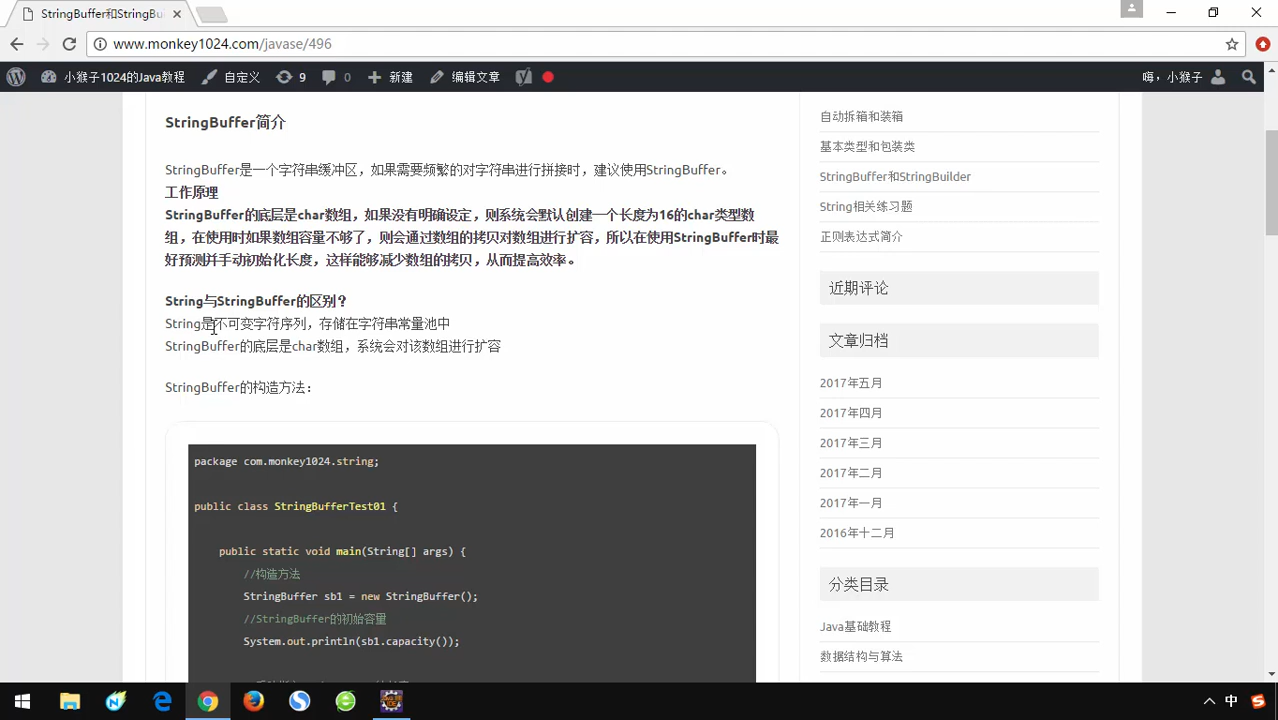 StringBuffer和StringBu
www.monkey1024.com/javase/496
小猴子1024的Java教程
自定义
9
0
新建
编辑文章
嗨，小猴子
StringBuffer简介
StringBuffer是一个字符串缓冲区，如果需要频繁的对字符串进行拼接时，建议使用StringBuffer。
工作原理
StringBuffer的底层是char数组，如果没有明确设定，则系统会默认创建一个长度为16的char类型数
组，在使用时如果数组容量不够了，则会通过数组的拷贝对数组进行扩容，所以在使用StringBuffer时最
好预测并手动初始化长度，这样能够减少数组的拷贝，从而提高效率。
String与StringBuffer的区别？
String是不可变字符序列，存储在字符串常量池中
StringBuffer的底层是char数组，系统会对该数组进行扩容
StringBuffer的构造方法：
package com.monkey1024.string;
public class StringBufferTest01 {
public static void main(String[] args) {
//构造方法
StringBuffer sb1 = new StringBuffer();
//StringBuffer的初始容量
System.out.println(sb1.capacity());
自动拆箱和装箱
基本类型和包装类
StringBuffer和StringBuilder
String相关练习题
正则表达式简介
近期评论
文章归档
2017年五月
2017年四月
2017年三月
2017年二月
2017年一月
2016年十二月
分类目录
Java基础教程
数据结构与算法
中